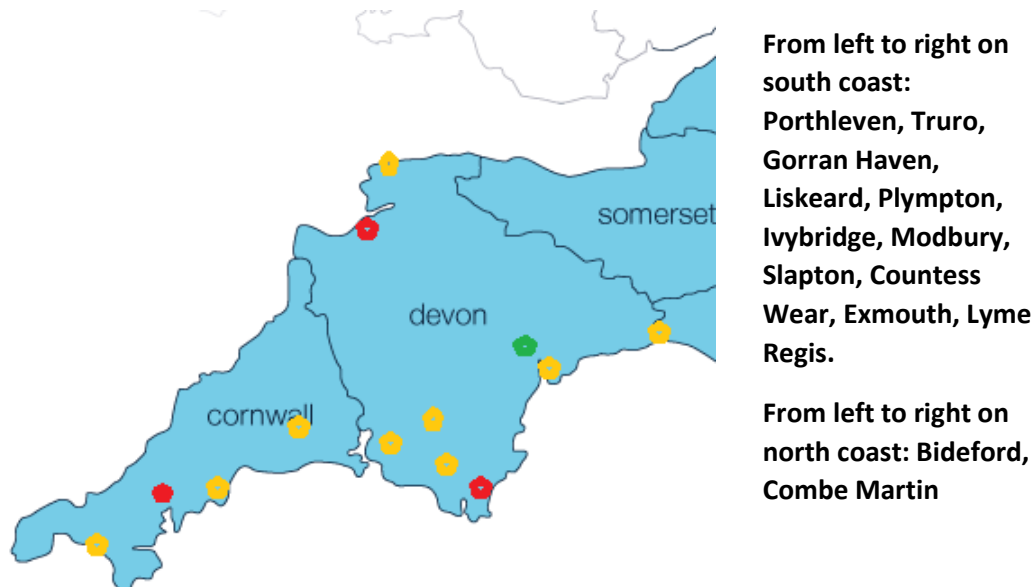 somerset
devon
cornwall
From left to right on
south coast:
Porthleven, Truro,
Gorran Haven,
Liskeard, Plympton,
Ivybridge, Modbury,
Slapton, Countess
Wear, Exmouth, Lyme
Regis.
From left to right on
north coast: Bideford,
Combe Martin